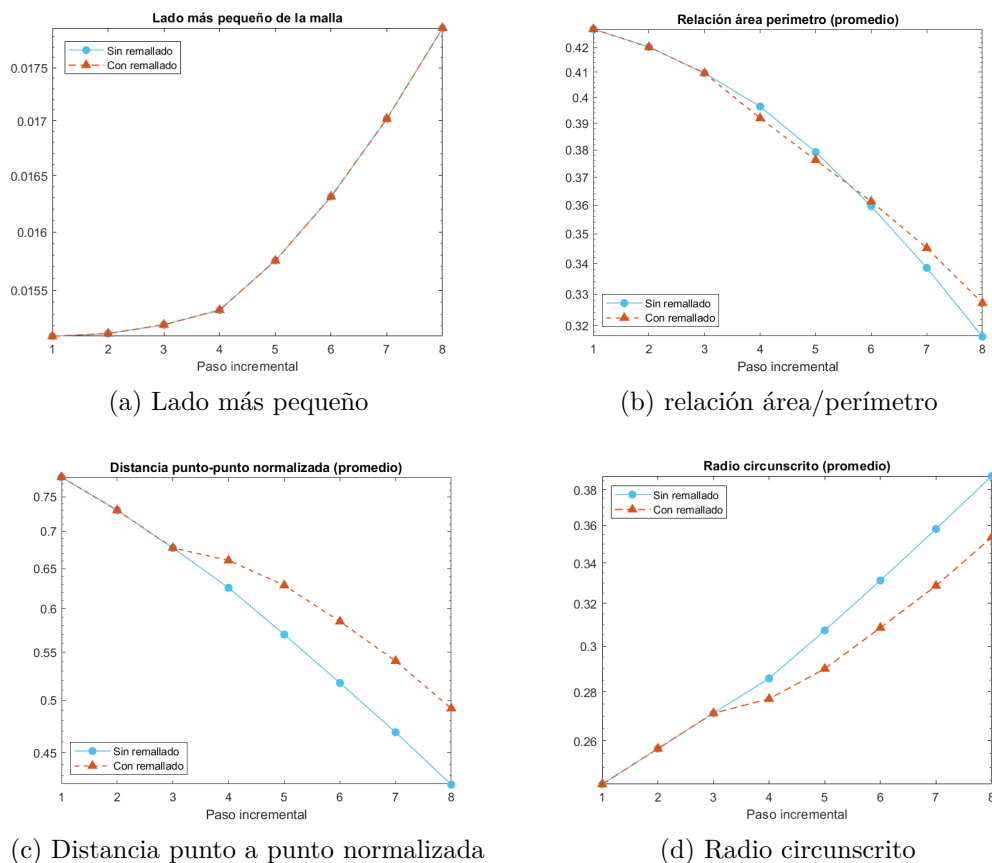 Lado más pequeño de la malla
Sin remallado
Con remallado
0.0175
0.017
0.0165
0.016
0.0155
1 2 3 4 5 6 7 8
Paso incremental
(a) Lado más pequeño
Relación área perímetro (promedio)
0.42
0.41
0.4
0.39
0.38
0.37
0.36
0.35
0.34
0.33
0.32
Sin remallado
Con remallado
1 2 3 4 5 6 7 8
Paso incremental
(b) relación área/perímetro
Distancia punto-punto normalizada (promedio)
0.75
0.7
0.65
0.6
0.55
0.5
0.45
Sin remallado
Con remallado
1 2 3 4 5 6 7 8
Paso incremental
(c) Distancia punto a punto normalizada
Radio circunscrito (promedio)
Sin remallado
Con remallado
0.38
0.36
0.34
0.32
0.3
0.28
0.26
1 2 3 4 5 6 7 8
Paso incremental
(d) Radio circunscrito